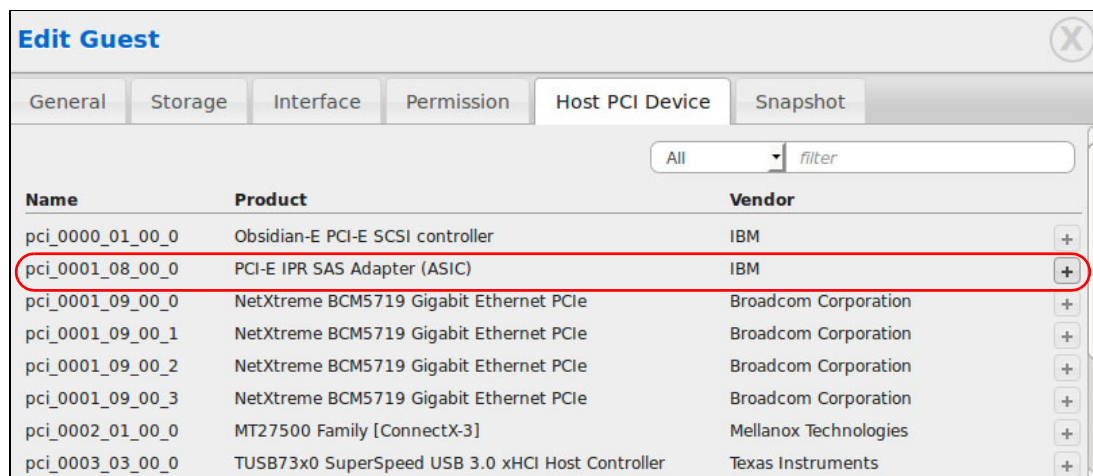 Edit Guest X
General Storage Interface Permission Host PCI Device Snapshot
All filter
Name Product Vendor
pci_0000_01_00_0 Obsidian-E PCI-E SCSI controller IBM +
pci_0001_08_00_0 PCI-E IPR SAS Adapter (ASIC) IBM +
pci_0001_09_00_0 NetXtreme BCM5719 Gigabit Ethernet PCIe Broadcom Corporation +
pci_0001_09_00_1 NetXtreme BCM5719 Gigabit Ethernet PCIe Broadcom Corporation +
pci_0001_09_00_2 NetXtreme BCM5719 Gigabit Ethernet PCIe Broadcom Corporation +
pci_0001_09_00_3 NetXtreme BCM5719 Gigabit Ethernet PCIe Broadcom Corporation +
pci_0002_01_00_0 MT27500 Family [ConnectX-3] Mellanox Technologies +
pci_0003_03_00_0 TUSB73x0 SuperSpeed USB 3.0 xHCI Host Controller Texas Instruments +